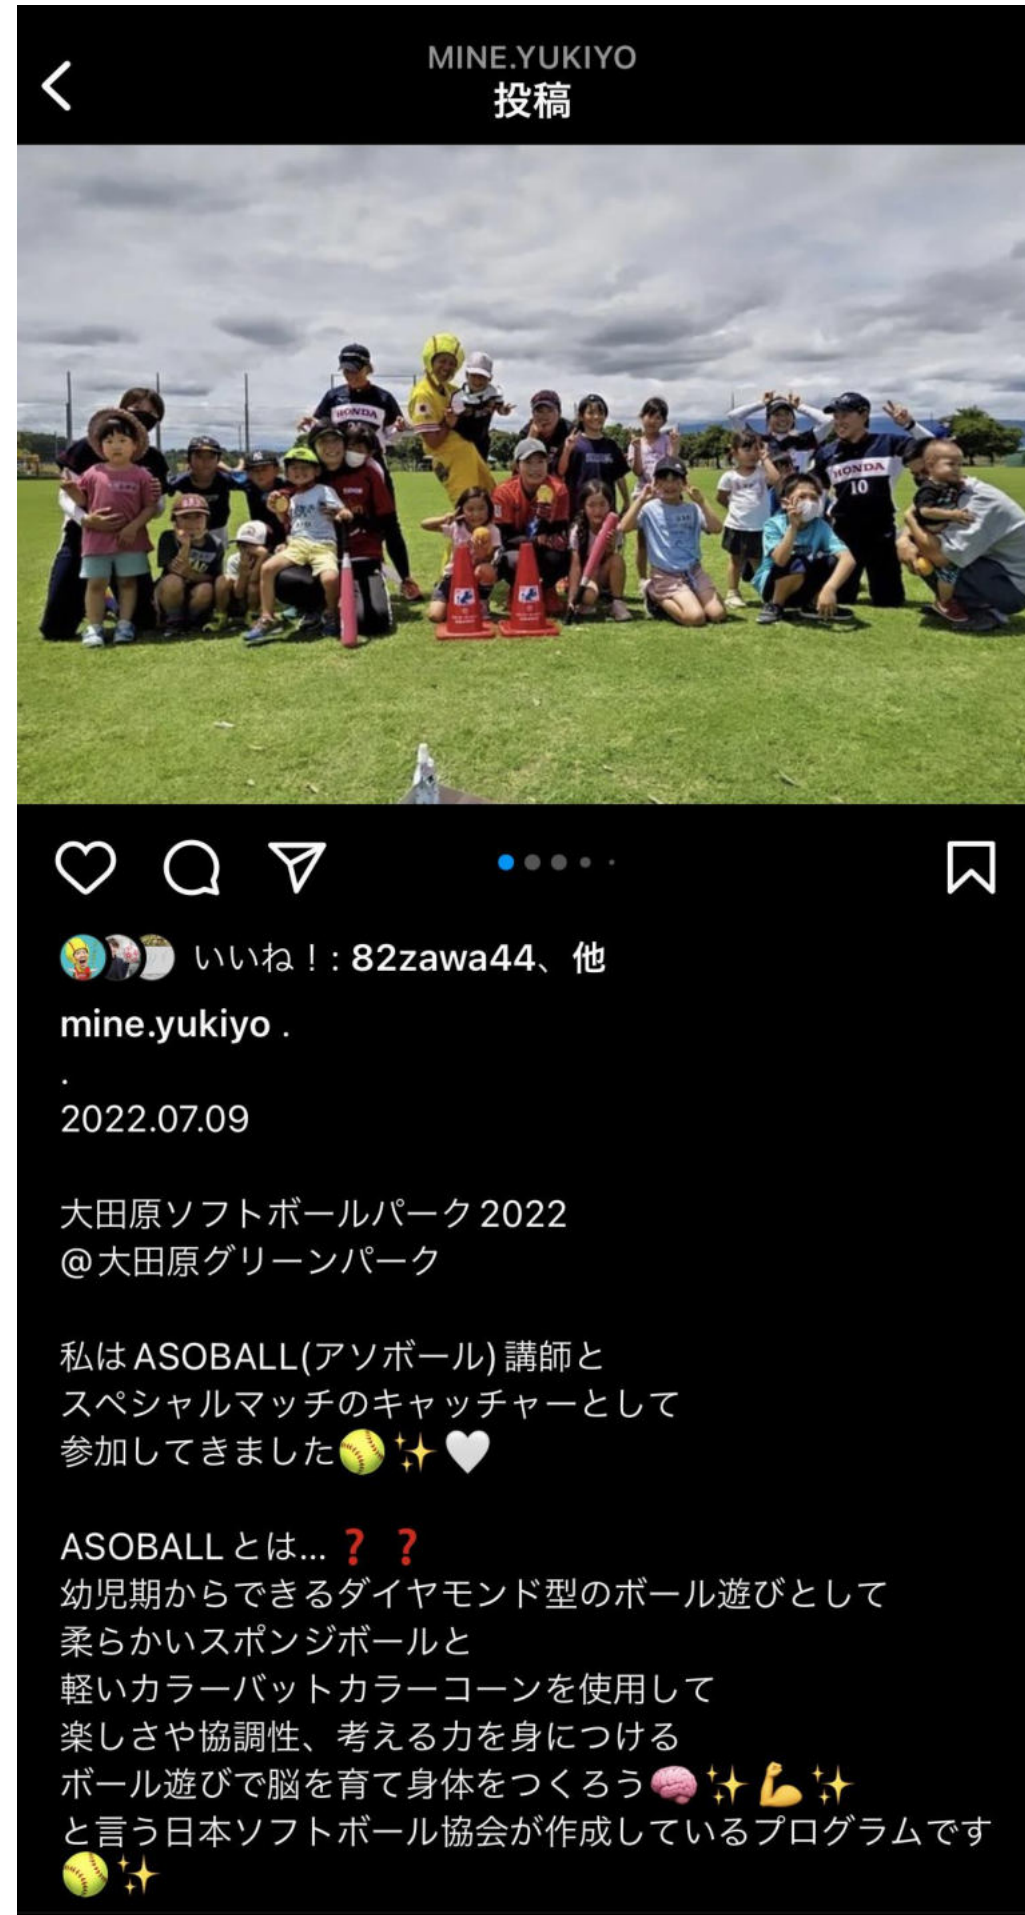 MINE.YUKIYO
投稿
HONDA
HONDA
10
いいね！: 82zawa44、他
mine.yukiyo .
.
2022.07.09
大田原ソフトボールパーク2022
@大田原グリーンパーク
私はASOBALL(アソボール)講師と
スペシャルマッチのキャッチャーとして
参加してきました🥎✨🤍
ASOBALLとは...❓❓
幼児期からできるダイヤモンド型のボール遊びとして
柔らかいスポンジボールと
軽いカラーバットカラーコーンを使用して
楽しさや協調性、考える力を身につける
ボール遊びで脳を育て身体をつくろう🧠✨💪✨
と言う日本ソフトボール協会が作成しているプログラムです
🥎✨